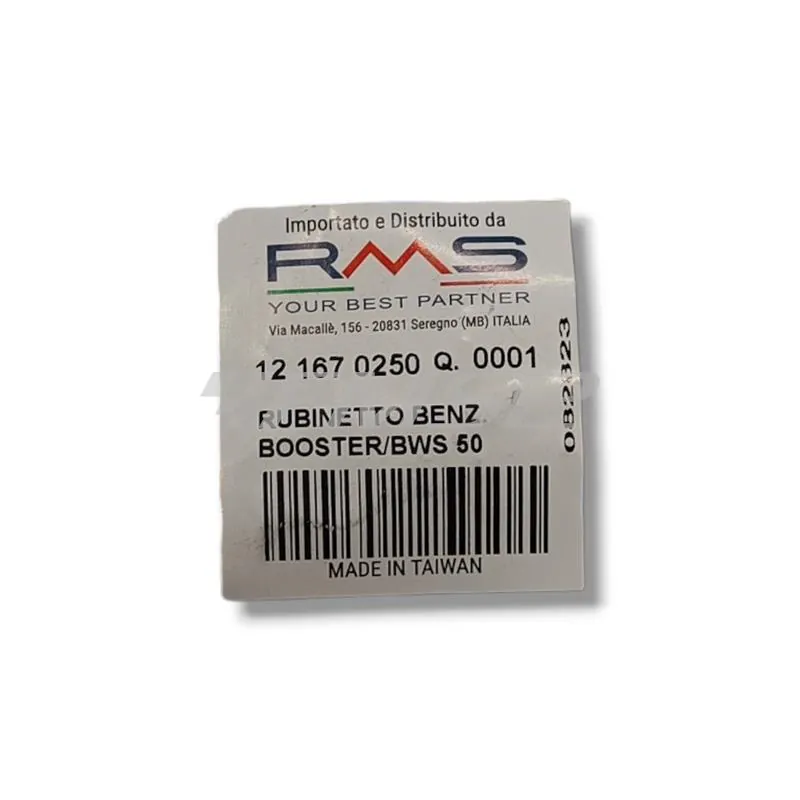 Importato e Distribuito da
RMS
YOUR BEST PARTNER
Via Macallè, 156 - 20831 Seregno (MB) ITALIA
12 167 0250 Q. 0001
RUBINETTO BENZ.
BOOSTER/BWS 50
MADE IN TAIWAN
082323